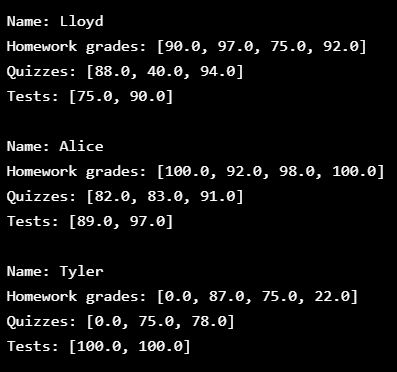 Name: Lloyd
Homework grades: [90.0, 97.0, 75.0, 92.0]
Quizzes: [88.0, 40.0, 94.0]
Tests: [75.0, 90.0]
Name: Alice
Homework grades: [100.0, 92.0, 98.0, 100.0]
Quizzes: [82.0, 83.0, 91.0]
Tests: [89.0, 97.0]
Name: Tyler
Homework grades: [0.0, 87.0, 75.0, 22.0]
Quizzes: [0.0, 75.0, 78.0]
Tests: [100.0, 100.0]